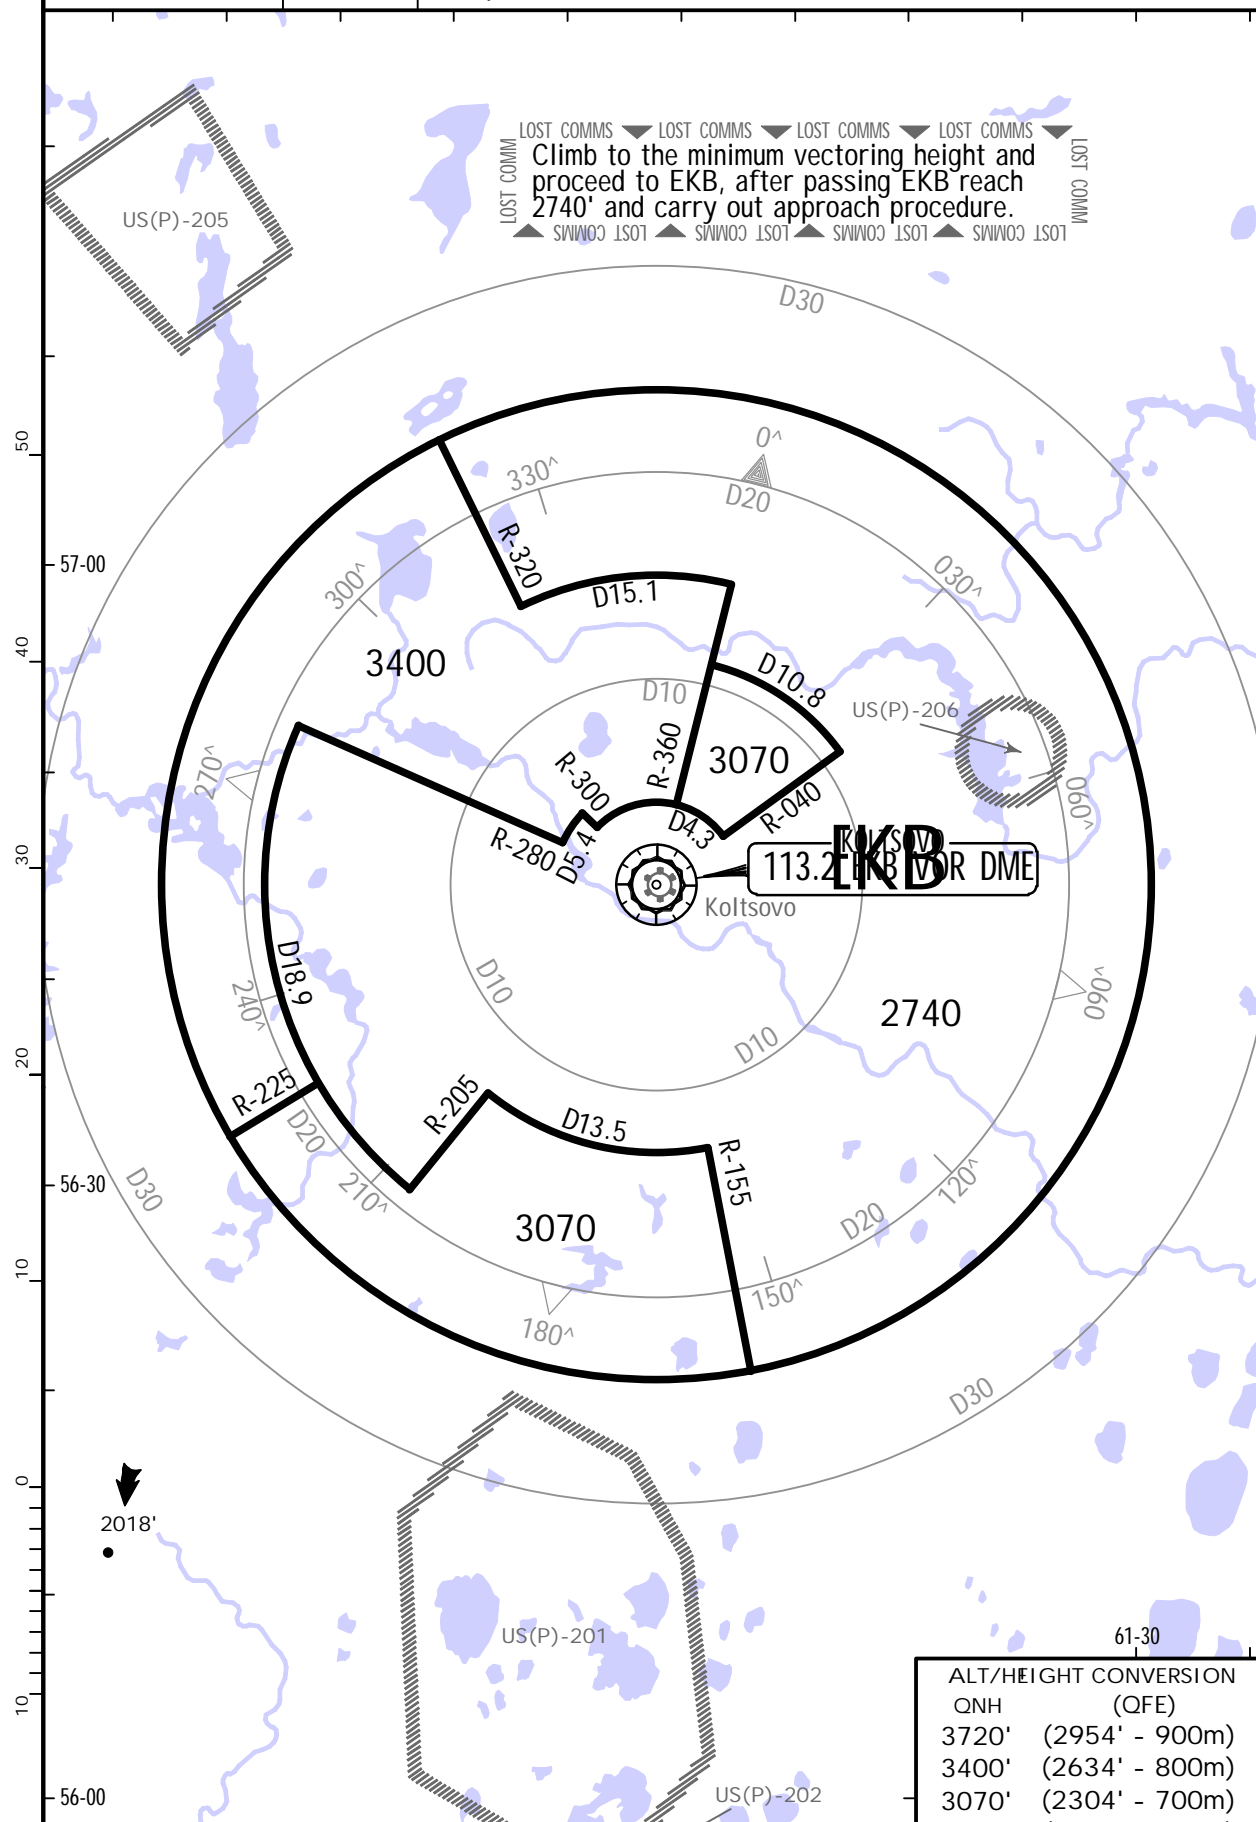 LOST COMMS LOST COMMS LOST COMMS LOST COMMS
LOST COMM
Climb to the minimum vectoring height and
proceed to EKB, after passing EKB reach
2740' and carry out approach procedure.
LOST COMM
LOST COMMS LOST COMMS LOST COMMS LOST COMMS
US(P)-205
D30
50
0^
330^
D20
R-320
57-00
300^
030^
D15.1
40
3400
D10
D10.8
US(P)-206
R-360
3070
270^
R-300
060^
R-040
D4.3
R-280
D5.4
30
KOLTSOVO
EKB
113.2 EKB VOR DME
Koltsovo
D18.9
D10
240^
090^
2740
D10
20
R-225
R-205
D20
D13.5
R-155
56-30
D30
210^
120^
D20
3070
10
150^
180^
D30
0
2018'
US(P)-201
61-30
10
ALT/HEIGHT CONVERSION
QNH (QFE)
3720' (2954' - 900m)
3400' (2634' - 800m)
3070' (2304' - 700m)
US(P)-202
56-00